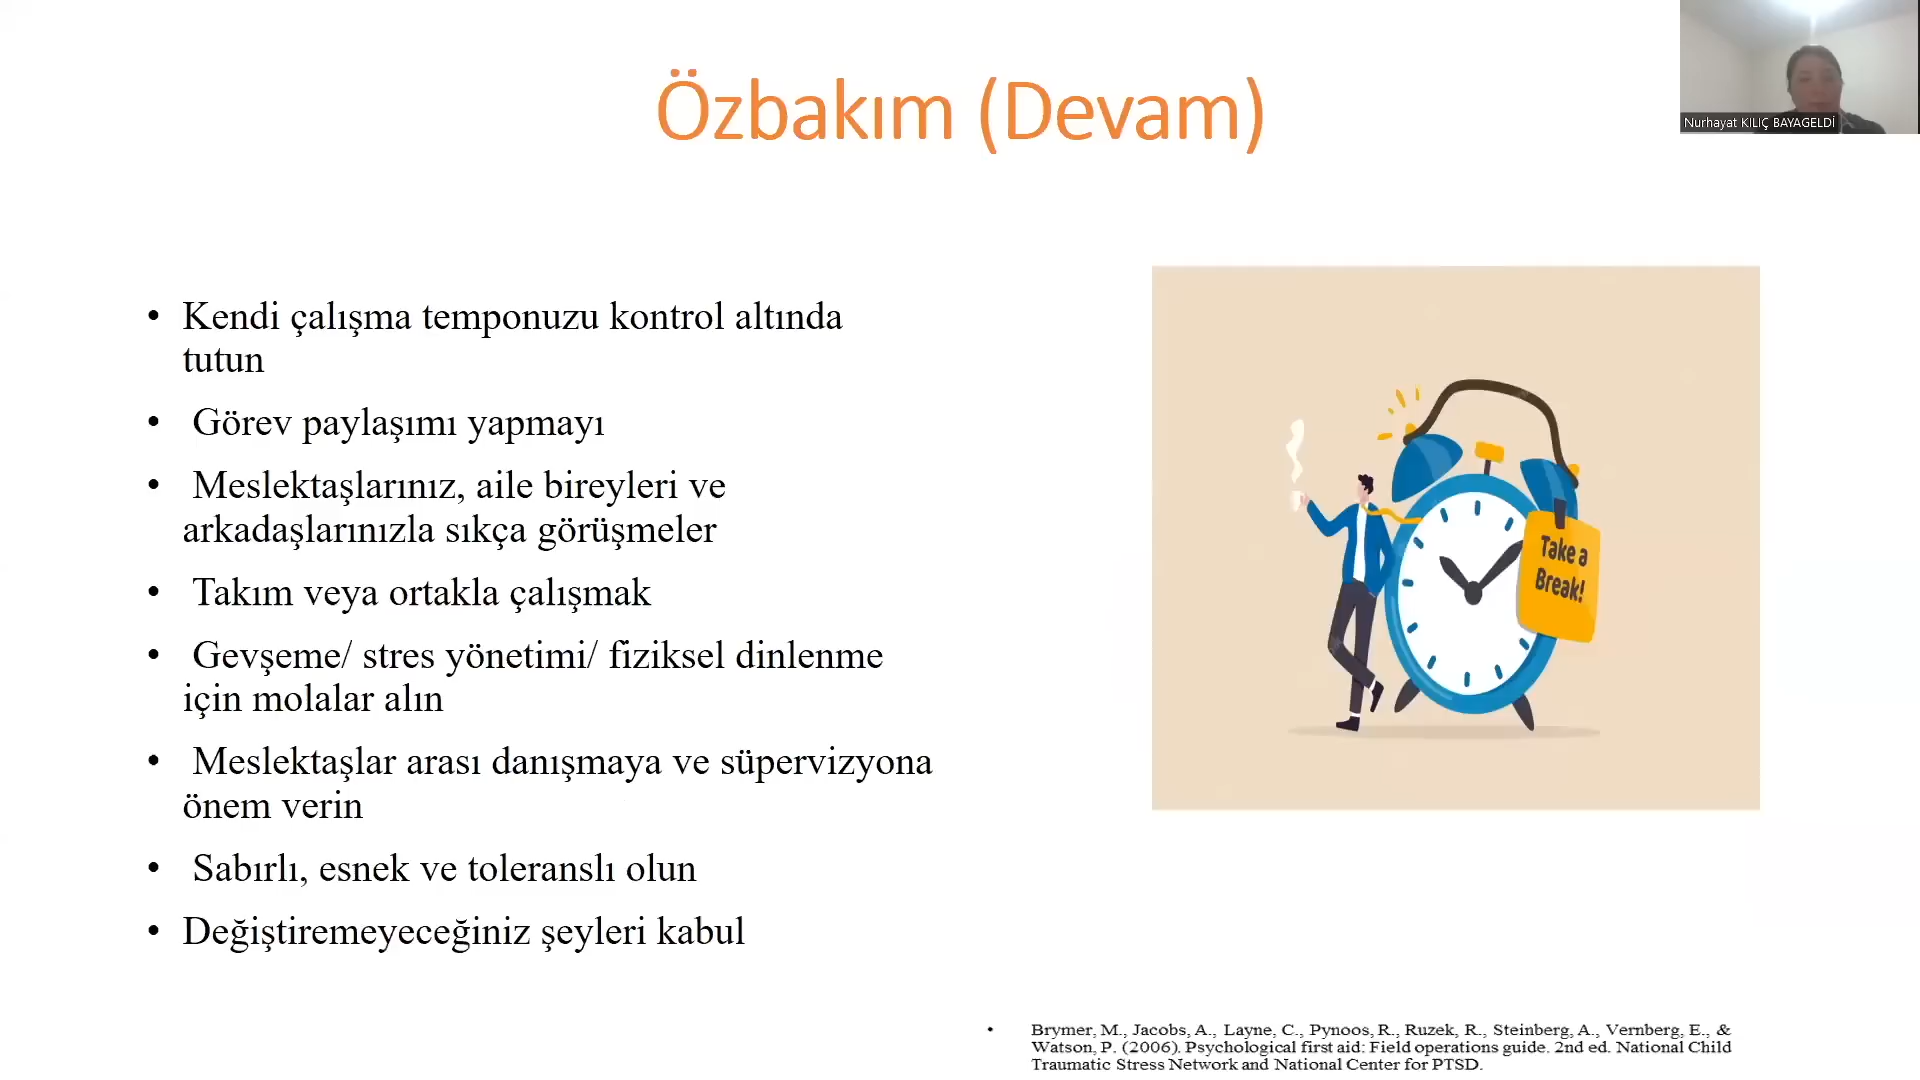 Özbakım (Devam)
Nurhayat KILIÇ BAYAGELDİ
• Kendi çalışma temponuzu kontrol altında
tutun
• Görev paylaşımı yapmayı
• Meslektaşlarınız, aile bireyleri ve
arkadaşlarınızla sıkça görüşmeler
• Takım veya ortakla çalışmak
• Gevşeme/ stres yönetimi/ fiziksel dinlenme
için molalar alın
• Meslektaşlar arası danışmaya ve süpervizyona
önem verin
• Sabırlı, esnek ve toleranslı olun
• Değiştiremeyeceğiniz şeyleri kabul
Take a
Break!
• Brymer, M., Jacobs, A., Layne, C., Pynoos, R., Ruzek, R., Steinberg, A., Vernberg, E., &
Watson, P. (2006). Psychological first aid: Field operations guide. 2nd ed. National Child
Traumatic Stress Network and National Center for PTSD.